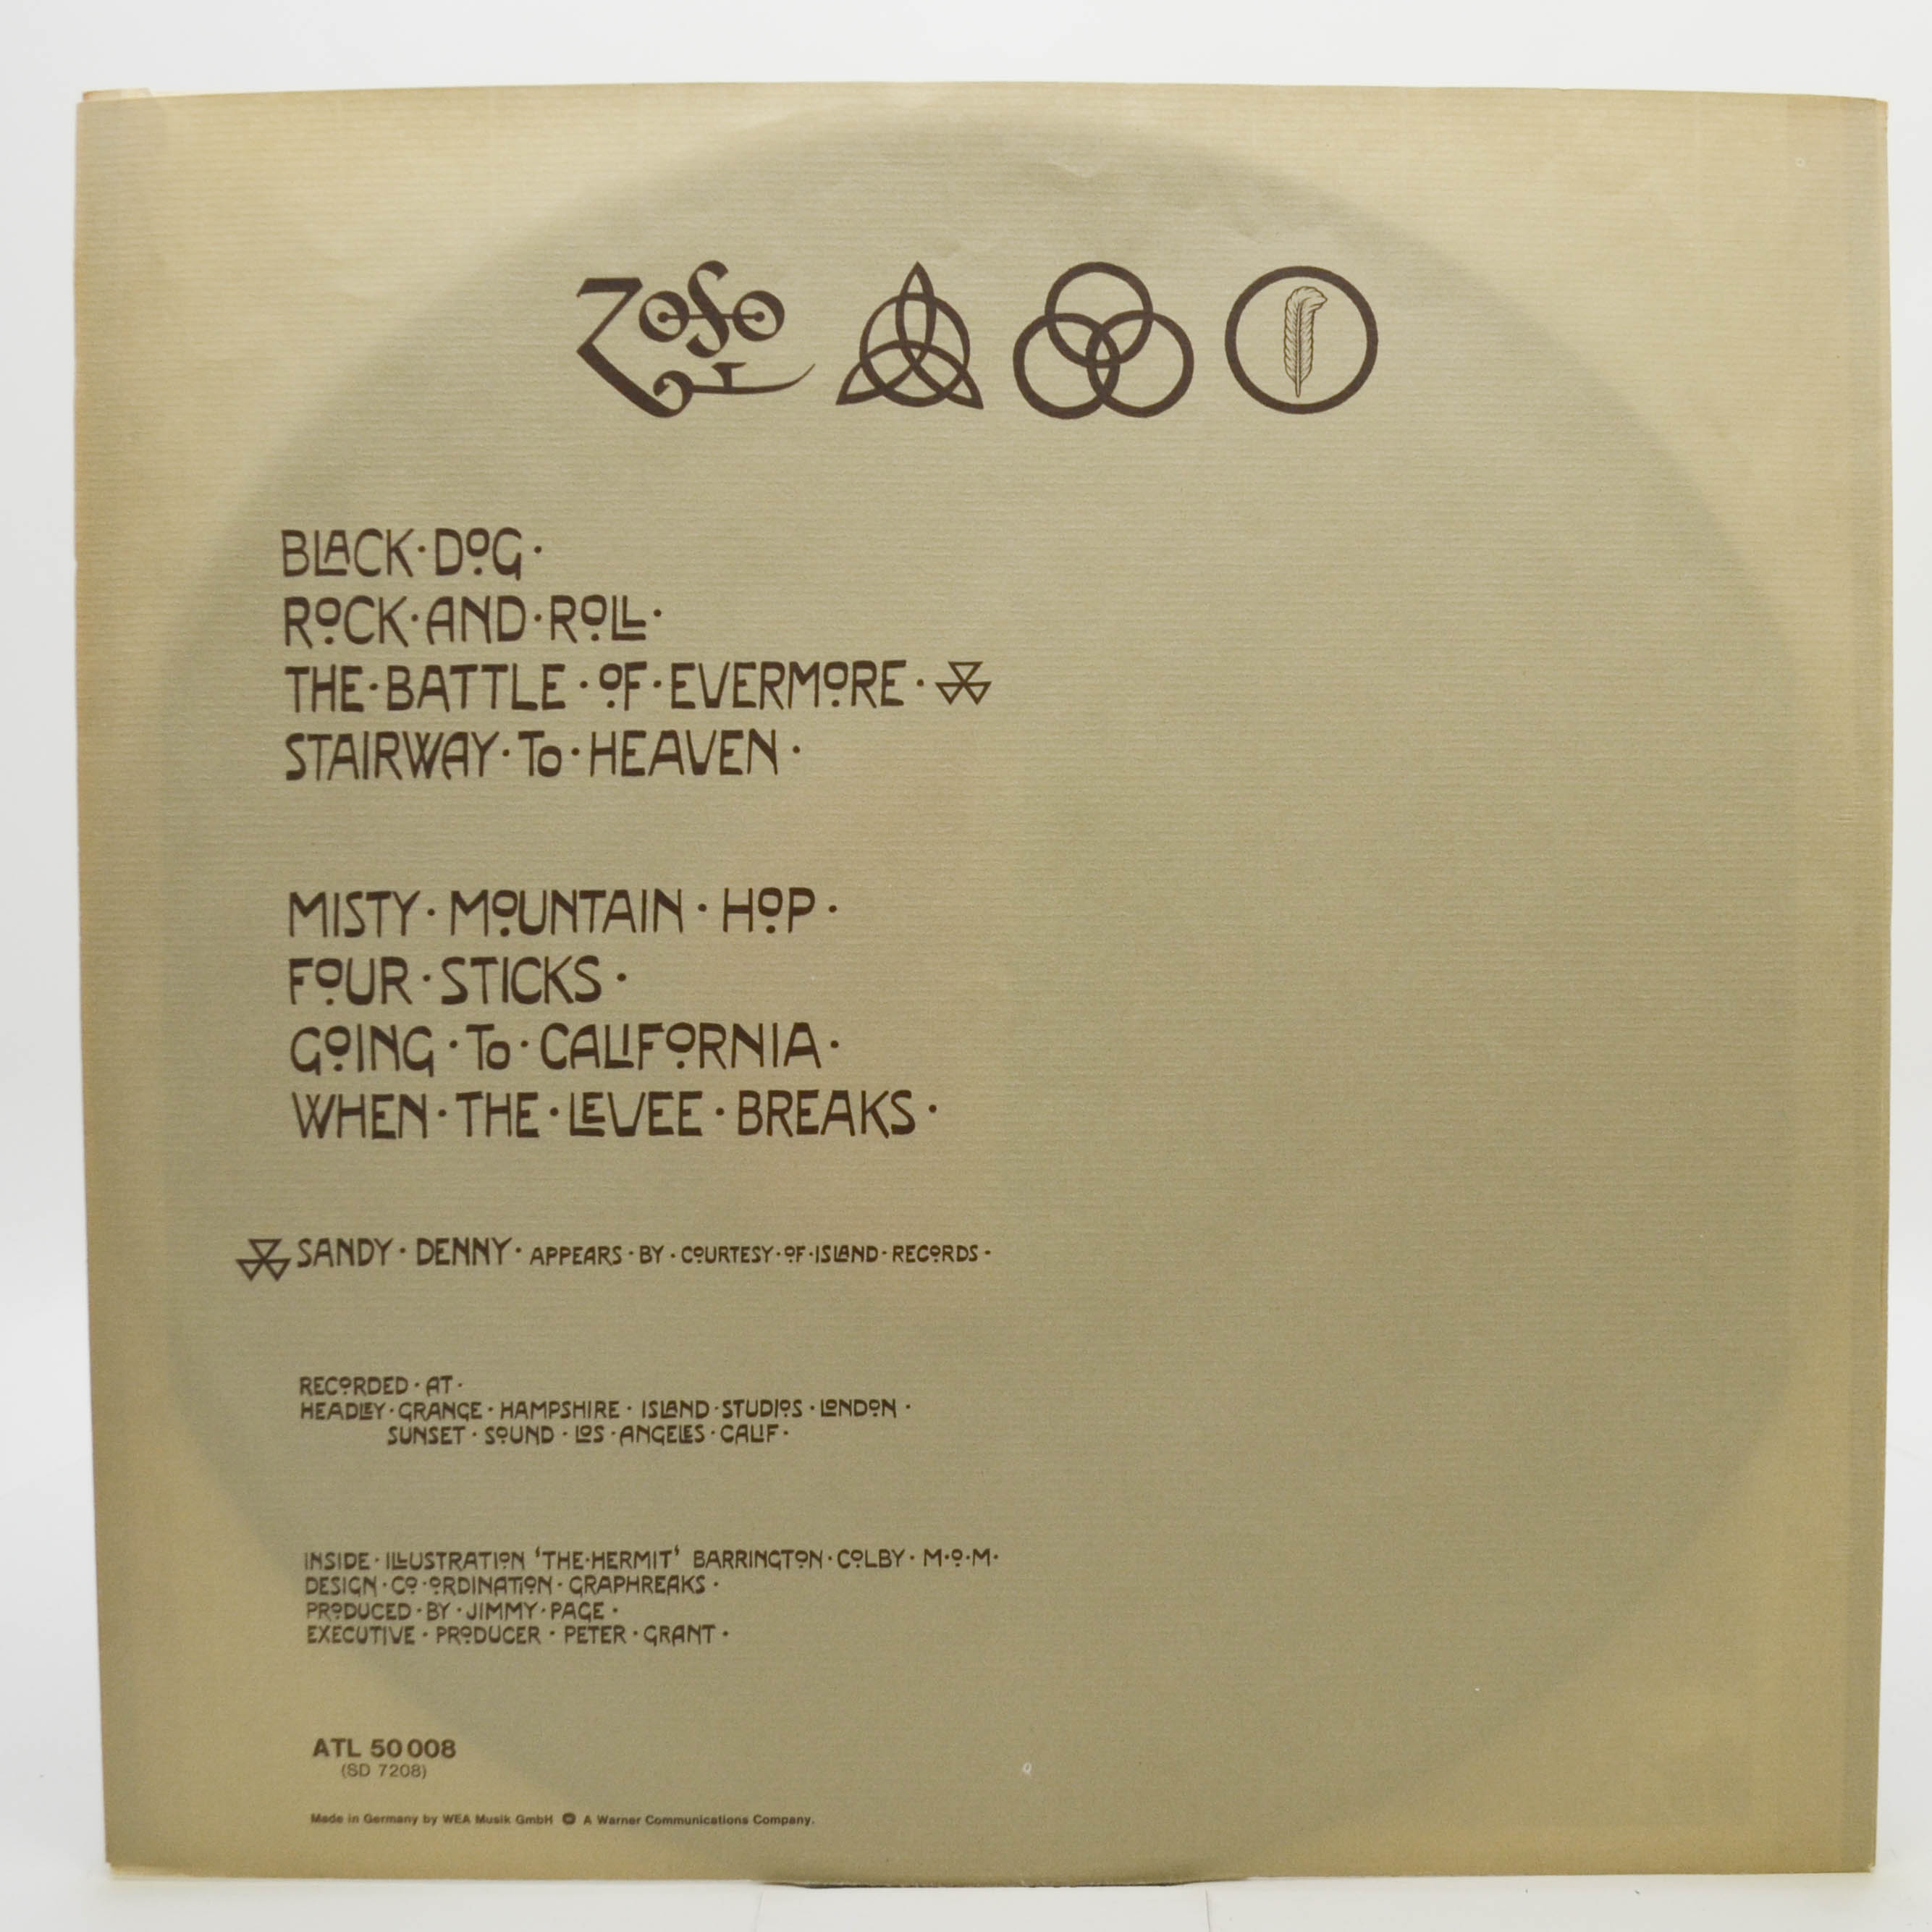 ZoSo
BLACK·DOG·
ROCK·AND·ROLL·
THE·BATTLE·OF·EVERMORE·
STAIRWAY·To·HEAVEN·
MISTY·MOUNTAIN·HOP·
FOUR·STICKS·
GOING·To·CALIFORNIA·
WHEN·THE·LEVEE·BREAKS·
SANDY·DENNY·APPEARS·BY·COURTESY·OF·ISLAND·RECORDS-
RECORDED·AT·
HEADLEY·GRANGE·HAMPSHIRE·ISLAND·STUDIOS·LONDON·
SUNSET·SOUND·LOS·ANGELES·CALIF·
INSIDE·ILLUSTRATION 'THE·HERMIT' BARRINGTON·COLBY·M·O·M·
DESIGN·CO·ORDINATION·GRAPHREAKS·
PRODUCED·BY·JIMMY·PAGE·
EXECUTIVE·PRODUCER·PETER·GRANT·
ATL 50 008
(SD 7208)
Made in Germany by WEA Musik GmbH A Warner Communications Company.